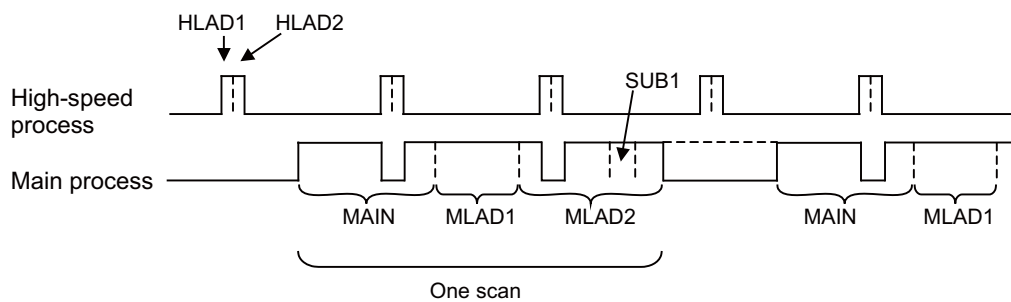 HLAD1 HLAD2
SUB1
High-speed
process
Main process
MAIN MLAD1 MLAD2 MAIN MLAD1
One scan